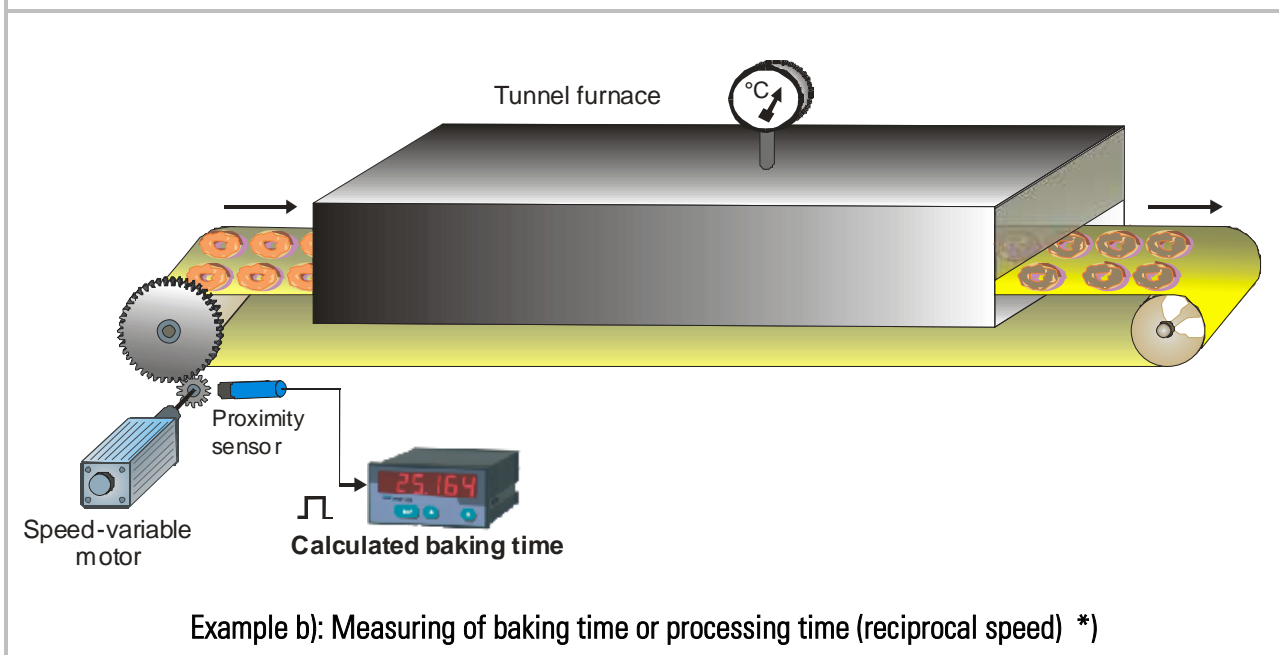 Tunnel furnace
°C
Proximity
sensor
25.164
Speed-variable
motor
Calculated baking time
Example b): Measuring of baking time or processing time (reciprocal speed) *)